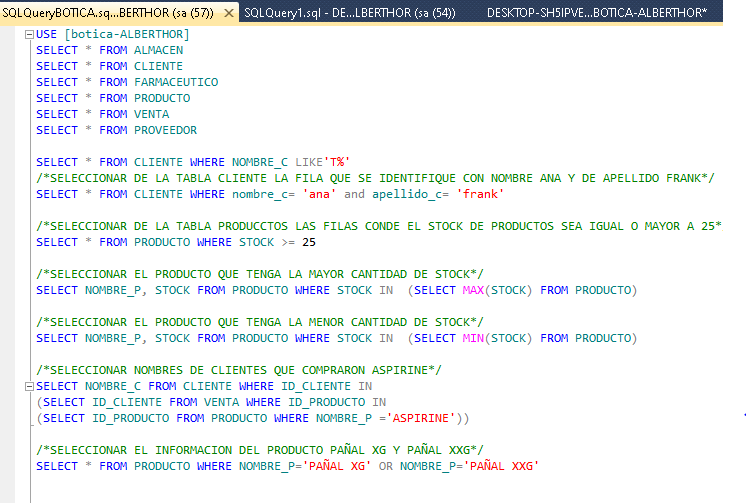 SQLQueryBOTICA.sq...BERTHOR (sa (57)) SQLQuery1.sql - DE...LBERTHOR (sa (54)) DESKTOP-SH5IPVE...BOTICA-ALBERTHOR*
USE [botica-ALBERTHOR]
SELECT * FROM ALMACEN
SELECT * FROM CLIENTE
SELECT * FROM FARMACEUTICO
SELECT * FROM PRODUCTO
SELECT * FROM VENTA
SELECT * FROM PROVEEDOR
SELECT * FROM CLIENTE WHERE NOMBRE_C LIKE'T%'
/*SELECCIONAR DE LA TABLA CLIENTE LA FILA QUE SE IDENTIFIQUE CON NOMBRE ANA Y DE APELLIDO FRANK*/
SELECT * FROM CLIENTE WHERE nombre_c= 'ana' and apellido_c= 'frank'
/*SELECCIONAR DE LA TABLA PRODUCCTOS LAS FILAS CONDE EL STOCK DE PRODUCTOS SEA IGUAL O MAYOR A 25*
SELECT * FROM PRODUCTO WHERE STOCK >= 25
/*SELECCIONAR EL PRODUCTO QUE TENGA LA MAYOR CANTIDAD DE STOCK*/
SELECT NOMBRE_P, STOCK FROM PRODUCTO WHERE STOCK IN (SELECT MAX(STOCK) FROM PRODUCTO)
/*SELECCIONAR EL PRODUCTO QUE TENGA LA MENOR CANTIDAD DE STOCK*/
SELECT NOMBRE_P, STOCK FROM PRODUCTO WHERE STOCK IN (SELECT MIN(STOCK) FROM PRODUCTO)
/*SELECCIONAR NOMBRES DE CLIENTES QUE COMPRARON ASPIRINE*/
SELECT NOMBRE_C FROM CLIENTE WHERE ID_CLIENTE IN
(SELECT ID_CLIENTE FROM VENTA WHERE ID_PRODUCTO IN
(SELECT ID_PRODUCTO FROM PRODUCTO WHERE NOMBRE_P ='ASPIRINE'))
/*SELECCIONAR EL INFORMACION DEL PRODUCTO PAÑAL XG Y PAÑAL XXG*/
SELECT * FROM PRODUCTO WHERE NOMBRE_P='PAÑAL XG' OR NOMBRE_P='PAÑAL XXG'